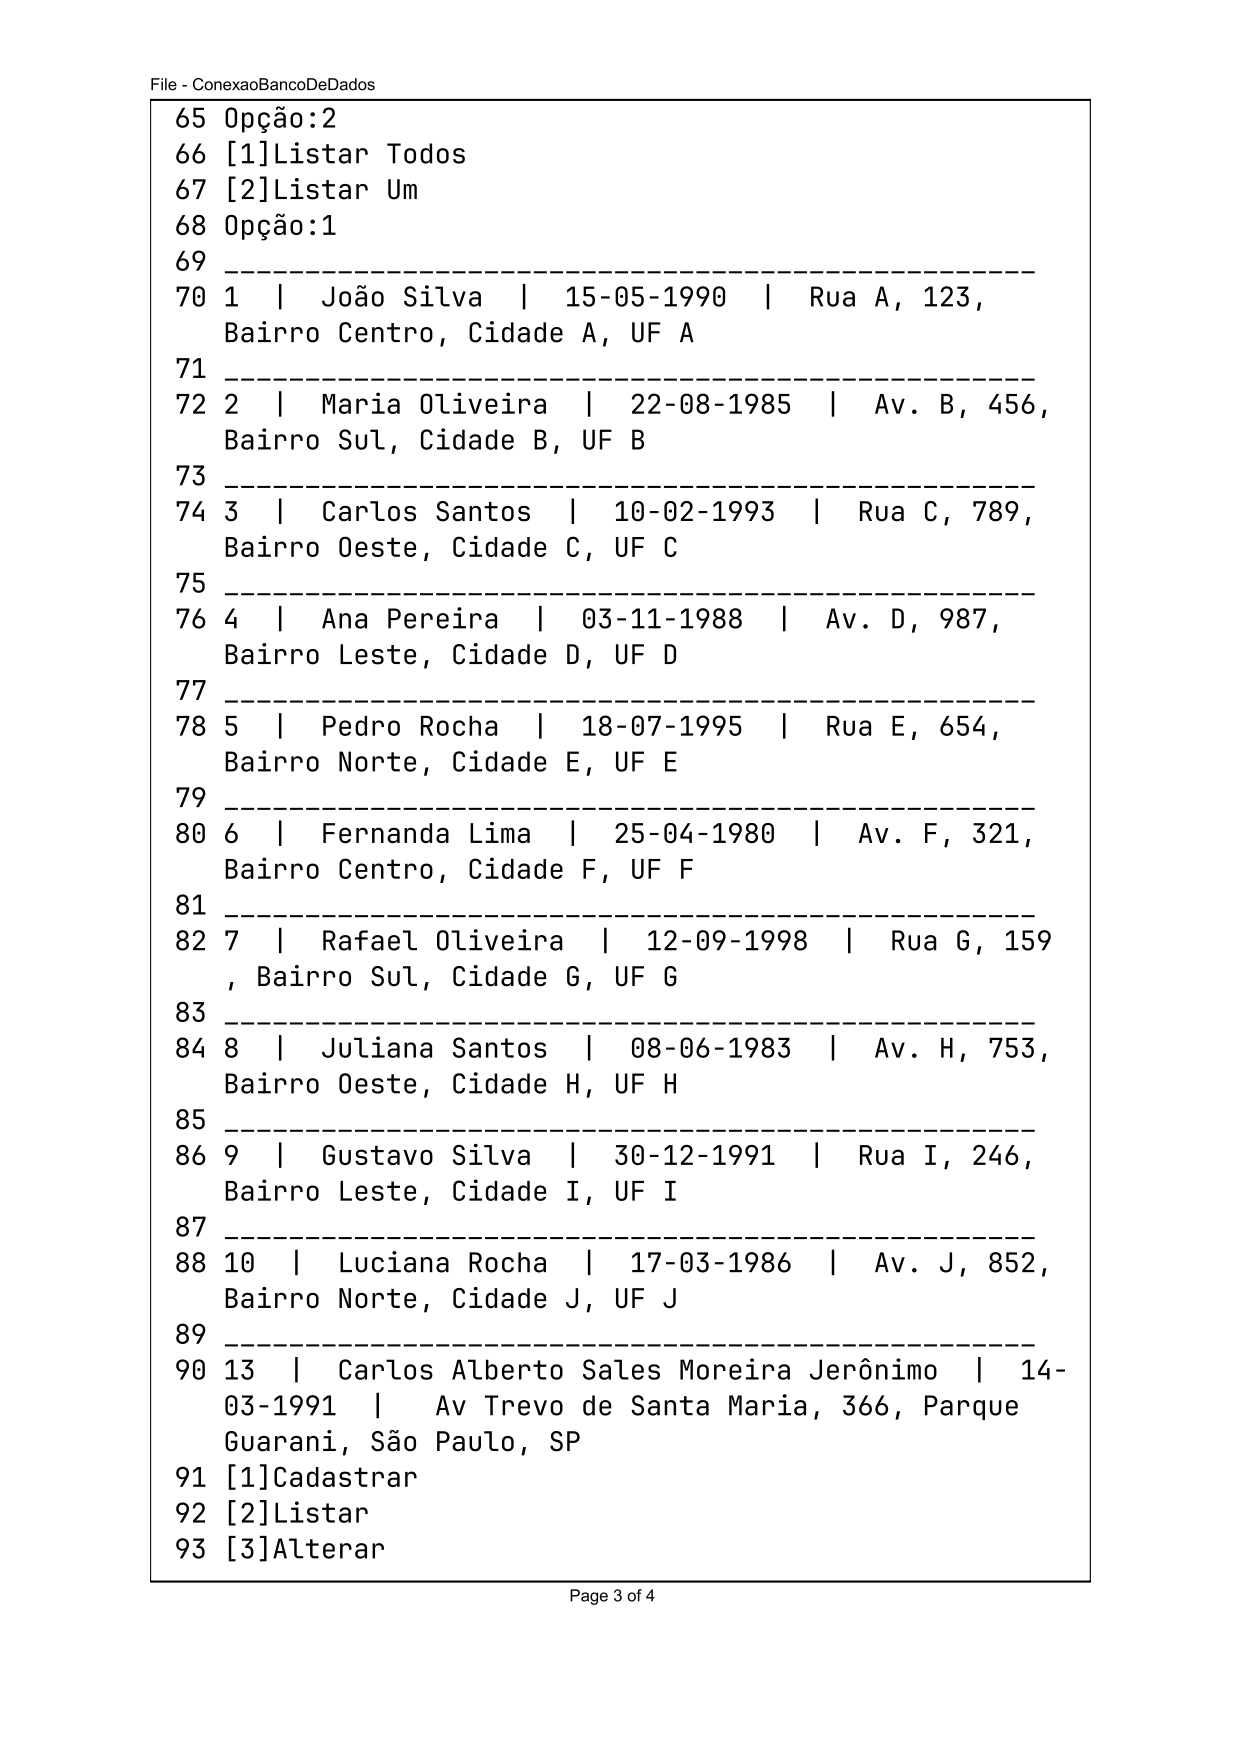 File - ConexaoBancoDeDados
65 Opção:2
66 [1]Listar Todos
67 [2]Listar Um
68 Opção:1
69 __________________________________________________
70 1  |  João Silva  |  15-05-1990  |  Rua A, 123,
Bairro Centro, Cidade A, UF A
71 __________________________________________________
72 2  |  Maria Oliveira  |  22-08-1985  |  Av. B, 456,
Bairro Sul, Cidade B, UF B
73 __________________________________________________
74 3  |  Carlos Santos  |  10-02-1993  |  Rua C, 789,
Bairro Oeste, Cidade C, UF C
75 __________________________________________________
76 4  |  Ana Pereira  |  03-11-1988  |  Av. D, 987,
Bairro Leste, Cidade D, UF D
77 __________________________________________________
78 5  |  Pedro Rocha  |  18-07-1995  |  Rua E, 654,
Bairro Norte, Cidade E, UF E
79 __________________________________________________
80 6  |  Fernanda Lima  |  25-04-1980  |  Av. F, 321,
Bairro Centro, Cidade F, UF F
81 __________________________________________________
82 7  |  Rafael Oliveira  |  12-09-1998  |  Rua G, 159
, Bairro Sul, Cidade G, UF G
83 __________________________________________________
84 8  |  Juliana Santos  |  08-06-1983  |  Av. H, 753,
Bairro Oeste, Cidade H, UF H
85 __________________________________________________
86 9  |  Gustavo Silva  |  30-12-1991  |  Rua I, 246,
Bairro Leste, Cidade I, UF I
87 __________________________________________________
88 10  |  Luciana Rocha  |  17-03-1986  |  Av. J, 852,
Bairro Norte, Cidade J, UF J
89 __________________________________________________
90 13  |  Carlos Alberto Sales Moreira Jerônimo  |  14-
03-1991  |   Av Trevo de Santa Maria, 366, Parque
Guarani, São Paulo, SP
91 [1]Cadastrar
92 [2]Listar
93 [3]Alterar
Page 3 of 4